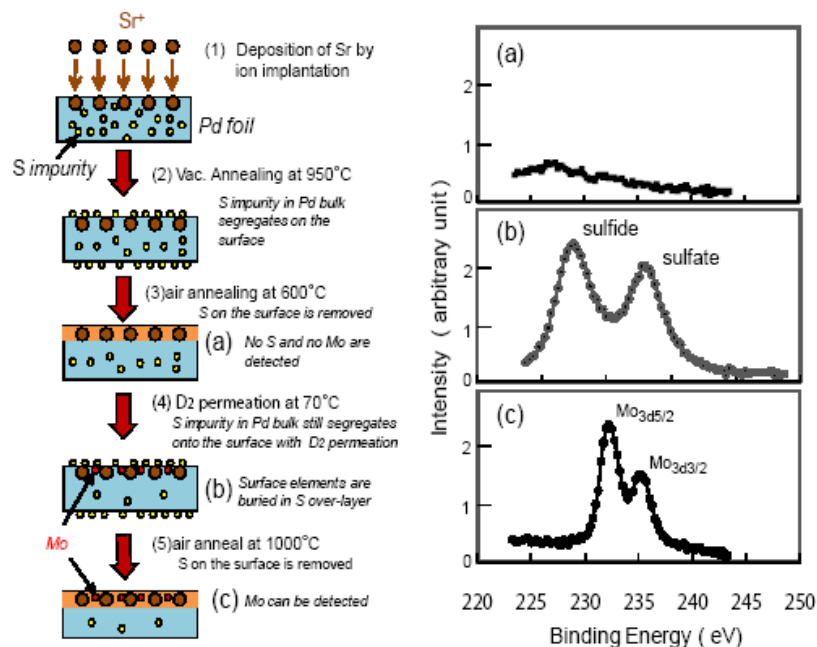 Sr+
(1) Deposition of Sr by
ion implantation
Pd foil
S impurity
(2) Vac. Annealing at 950°C
S impurity in Pd bulk
segregates on the
surface
(3)air annealing at 600°C
S on the surface is removed
(a) No S and no Mo are
detected
(4) D2 permeation at 70°C
S impurity in Pd bulk still segregates
onto the surface with D2 permeation
(b) Surface elements are
buried in S over-layer
Mo
(5)air anneal at 1000°C
S on the surface is removed
(c) Mo can be detected
Intensity ( arbitrary unit )
(a)
2
1
0
(b)
sulfide
sulfate
2
1
0
(c)
Mo3d5/2
Mo3d3/2
2
1
0
220 225 230 235 240 245 250
Binding Energy ( eV)